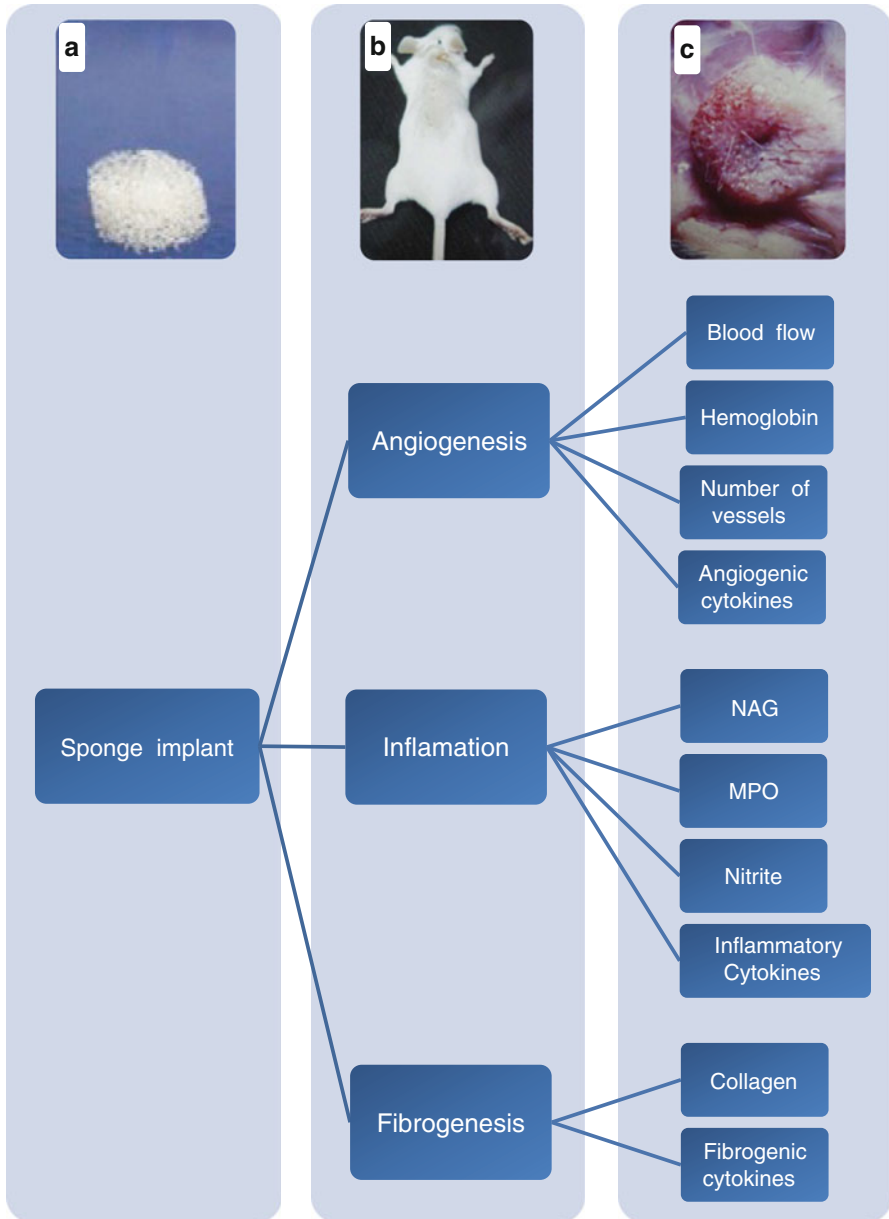 a
b
c
Sponge implant
Angiogenesis
Blood flow
Hemoglobin
Number of
vessels
Angiogenic
cytokines
Inflamation
NAG
MPO
Nitrite
Inflammatory
Cytokines
Fibrogenesis
Collagen
Fibrogenic
cytokines